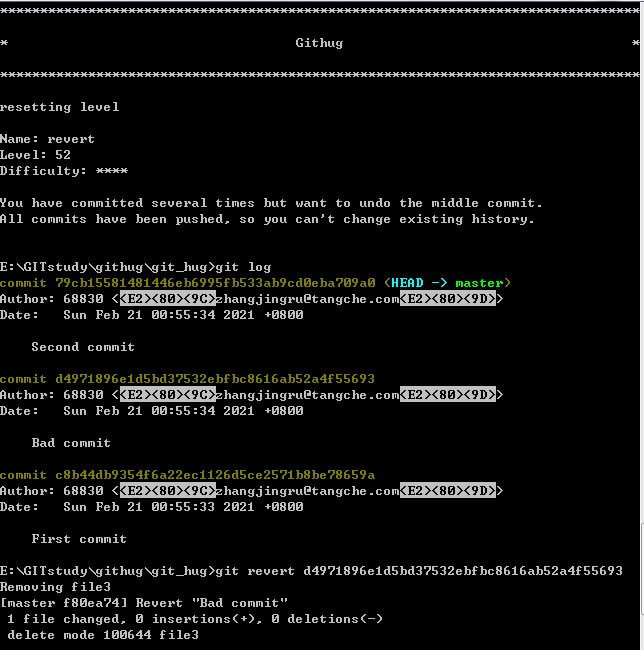 ********************************************************************************
*                                    Githug                                    *
********************************************************************************
resetting level
Name: revert
Level: 52
Difficulty: ****
You have committed several times but want to undo the middle commit.
All commits have been pushed, so you can't change existing history.
E:\GITstudy\githug\git_hug>git log
commit 79cb15581481446eb6995fb533ab9cd0eba709a0 (HEAD -> master)
Author: 68830 <<E2><80><9C>zhangjingru@tangche.com<E2><80><9D>>
Date:   Sun Feb 21 00:55:34 2021 +0800
    Second commit
commit d4971896e1d5bd37532ebfbc8616ab52a4f55693
Author: 68830 <<E2><80><9C>zhangjingru@tangche.com<E2><80><9D>>
Date:   Sun Feb 21 00:55:34 2021 +0800
    Bad commit
commit c8b44db9354f6a22ec1126d5ce2571b8be78659a
Author: 68830 <<E2><80><9C>zhangjingru@tangche.com<E2><80><9D>>
Date:   Sun Feb 21 00:55:33 2021 +0800
    First commit
E:\GITstudy\githug\git_hug>git revert d4971896e1d5bd37532ebfbc8616ab52a4f55693
Removing file3
[master f80ea74] Revert "Bad commit"
 1 file changed, 0 insertions(+), 0 deletions(-)
 delete mode 100644 file3